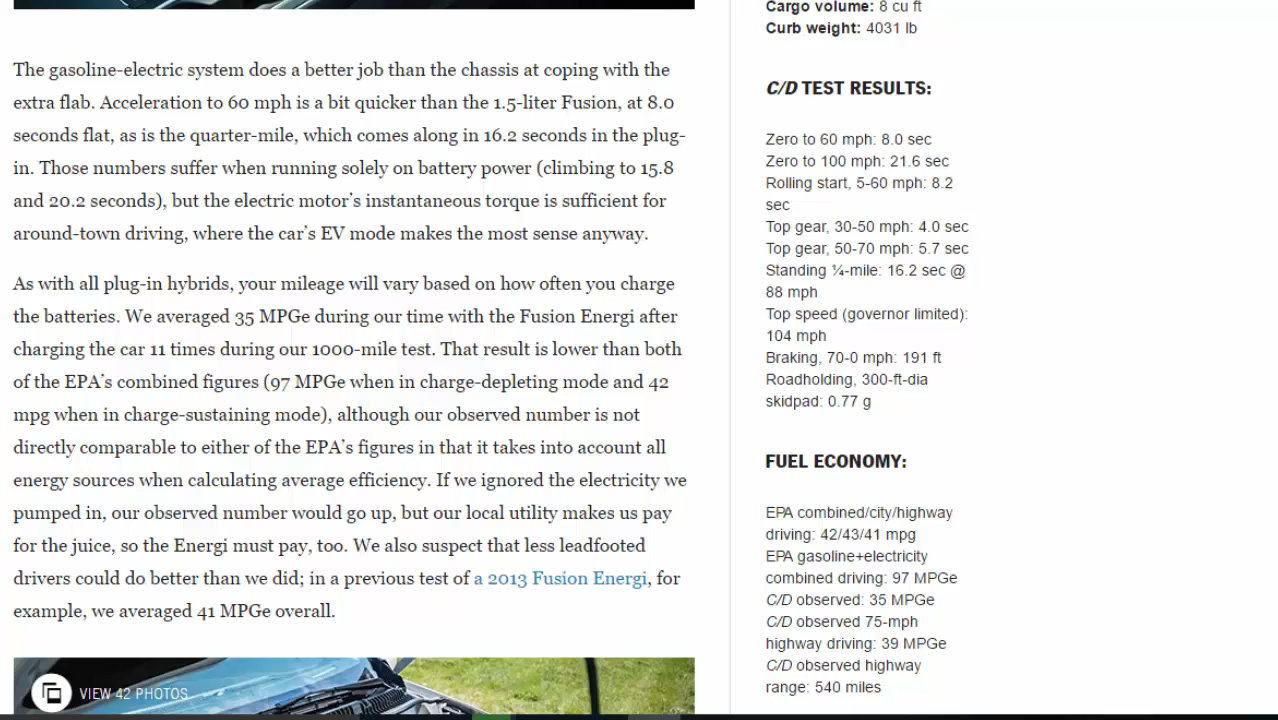 The gasoline-electric system does a better job than the chassis at coping with the
extra flab. Acceleration to 60 mph is a bit quicker than the 1.5-liter Fusion, at 8.0
seconds flat, as is the quarter-mile, which comes along in 16.2 seconds in the plug-
in. Those numbers suffer when running solely on battery power (climbing to 15.8
and 20.2 seconds), but the electric motor’s instantaneous torque is sufficient for
around-town driving, where the car’s EV mode makes the most sense anyway.
As with all plug-in hybrids, your mileage will vary based on how often you charge
the batteries. We averaged 35 MPGe during our time with the Fusion Energi after
charging the car 11 times during our 1000-mile test. That result is lower than both
of the EPA’s combined figures (97 MPGe when in charge-depleting mode and 42
mpg when in charge-sustaining mode), although our observed number is not
directly comparable to either of the EPA’s figures in that it takes into account all
energy sources when calculating average efficiency. If we ignored the electricity we
pumped in, our observed number would go up, but our local utility makes us pay
for the juice, so the Energi must pay, too. We also suspect that less leadfooted
drivers could do better than we did; in a previous test of a 2013 Fusion Energi, for
example, we averaged 41 MPGe overall.
VIEW 42 PHOTOS
Cargo volume: 8 cu ft
Curb weight: 4031 lb
C/D TEST RESULTS:
Zero to 60 mph: 8.0 sec
Zero to 100 mph: 21.6 sec
Rolling start, 5-60 mph: 8.2
sec
Top gear, 30-50 mph: 4.0 sec
Top gear, 50-70 mph: 5.7 sec
Standing ¼-mile: 16.2 sec @
88 mph
Top speed (governor limited):
104 mph
Braking, 70-0 mph: 191 ft
Roadholding, 300-ft-dia
skidpad: 0.77 g
FUEL ECONOMY:
EPA combined/city/highway
driving: 42/43/41 mpg
EPA gasoline+electricity
combined driving: 97 MPGe
C/D observed: 35 MPGe
C/D observed 75-mph
highway driving: 39 MPGe
C/D observed highway
range: 540 miles